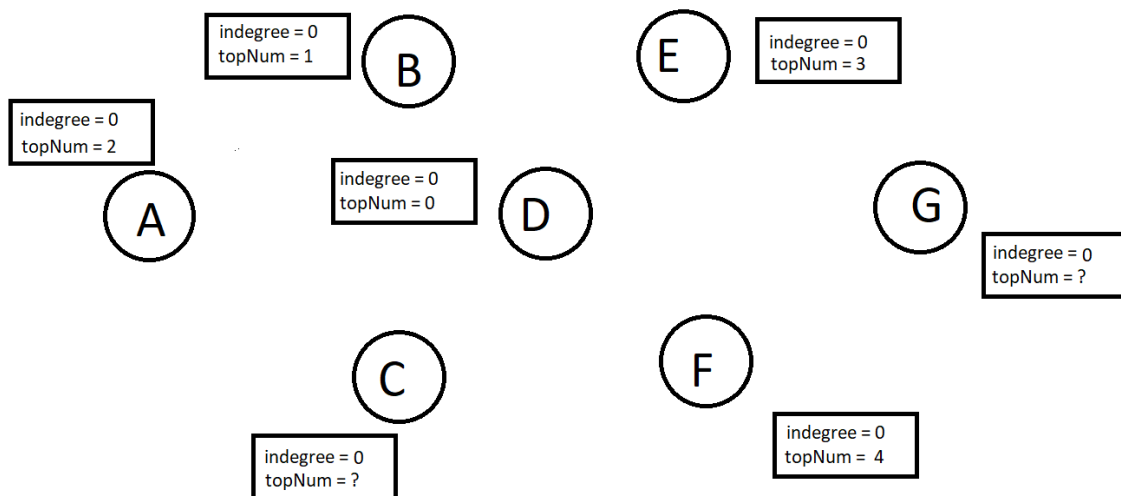 indegree = 0
topNum = 1
B
E
indegree = 0
topNum = 3
indegree = 0
topNum = 2
A
indegree = 0
topNum = 0
D
G
indegree = 0
topNum = ?
C
F
indegree = 0
topNum = ?
indegree = 0
topNum = 4